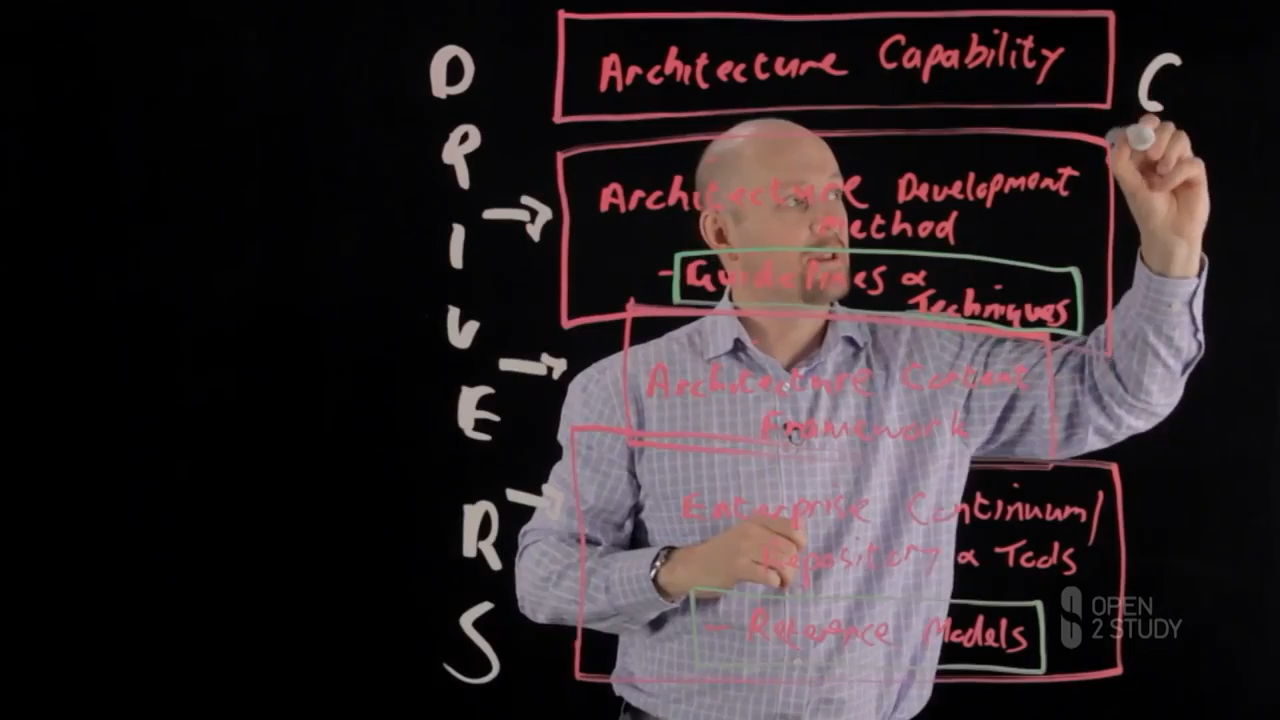 D
R
I
V
E
R
S
Architecture Capability
Architecture Development
Method
- Guidelines &
Techniques
Architecture Content
Framework
Enterprise Continuum/
Repository & Tools
- Reference Models
C
OPEN
2 STUDY